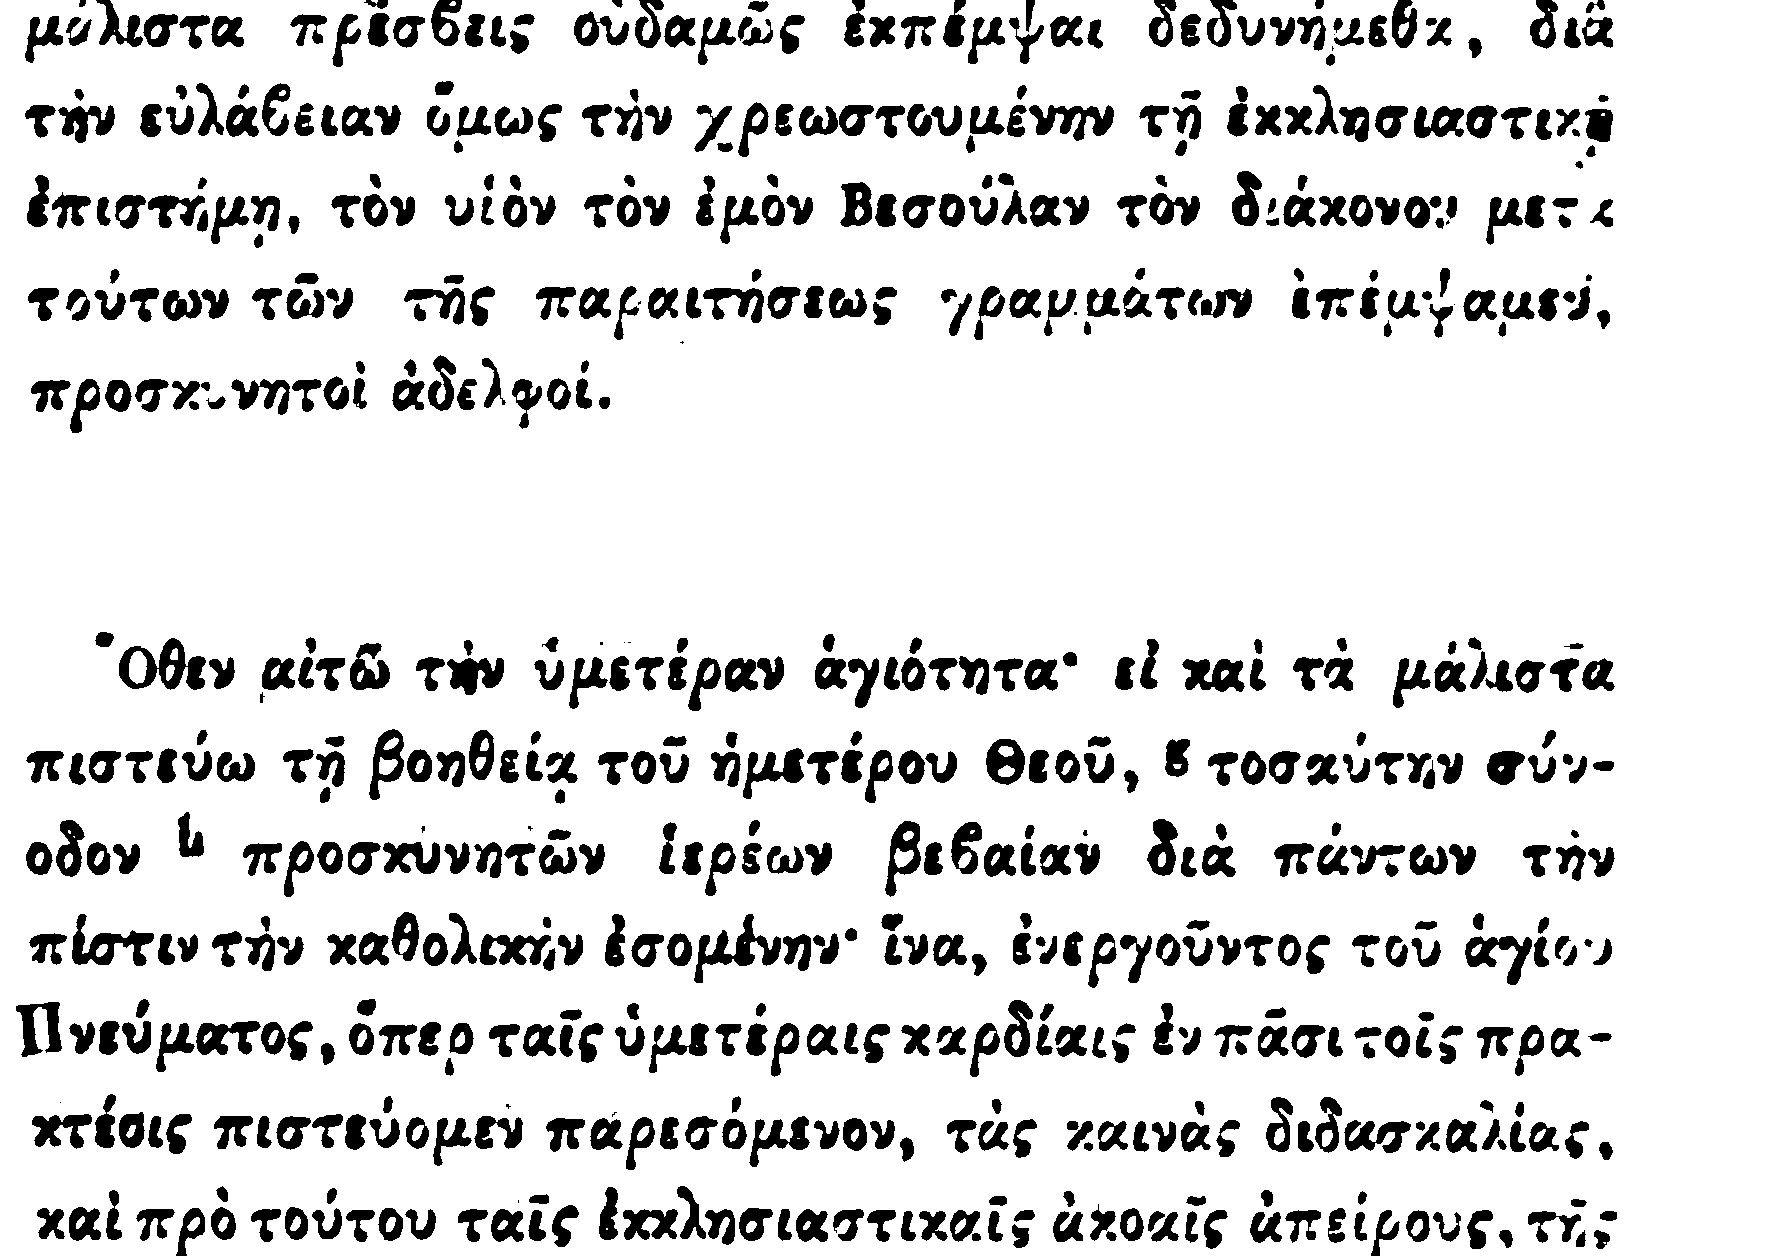 μάλιστα πρέσβεις οὐδαμῶς ἐκπέμψαι δεδυνήμεθα, διὰ
τὴν εὐλάβειαν ὅμως τὴν χρεωστουμένην τῇ ἐκκλησιαστικῇ
ἐπιστήμῃ, τὸν υἱὸν τὸν ἐμὸν Βεσούλαν τὸν διάκονον μετὰ
τούτων τῶν τῆς παραιτήσεως γραμμάτων ἐπέμψαμεν,
προσκυνητοὶ ἀδελφοί.
Ὅθεν αἰτῶ τὴν ὑμετέραν ἁγιότητα· εἰ καὶ τὰ μάλιστα
πιστεύω τῇ βοηθείᾳ τοῦ ἡμετέρου Θεοῦ, g τοσαύτην σύν-
οδον h προσκυνητῶν ἱερέων βεβαίαν διὰ πάντων τὴν
πίστιν τὴν καθολικὴν ἐσομένην· ἵνα, ἐνεργοῦντος τοῦ ἁγίου
Πνεύματος, ὅπερ ταῖς ὑμετέραις καρδίαις ἐν πᾶσι τοῖς πρα-
κτέοις πιστεύομεν παρεσόμενον, τὰς καινὰς διδασκαλίας,
καὶ πρὸ τούτου ταῖς ἐκκλησιαστικαῖς ἀκοαῖς ἀπείρους, τῆς